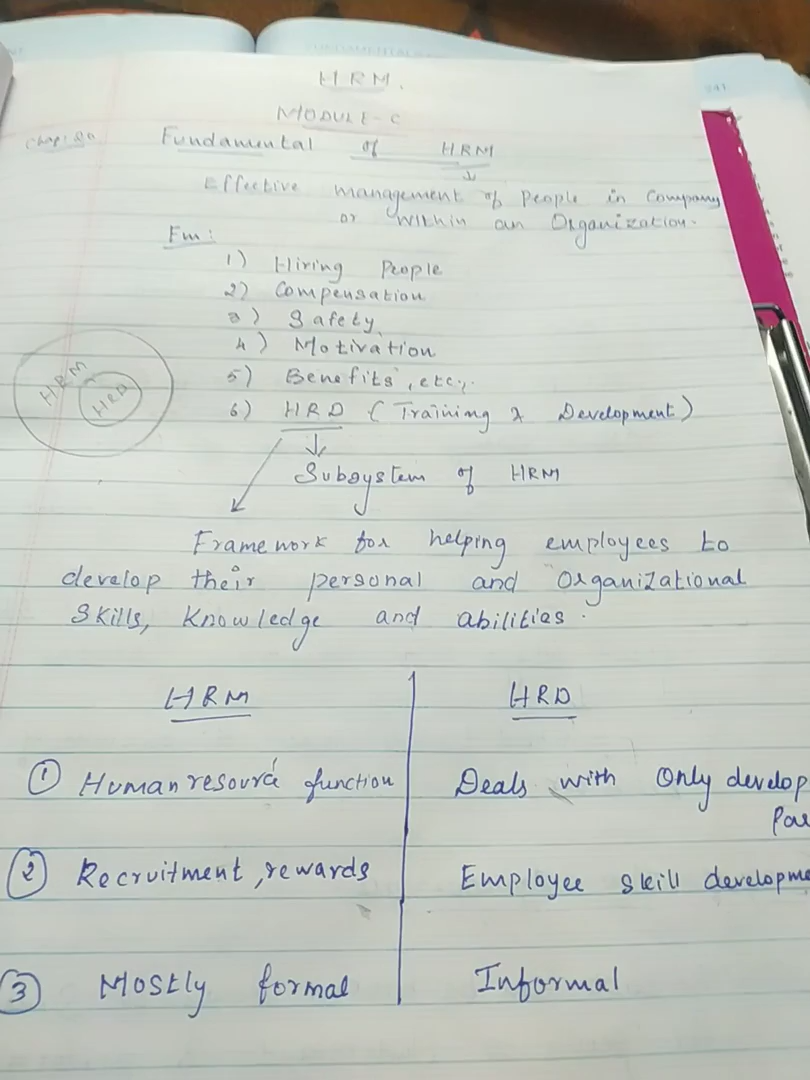 HRM.
MODULE-C
Fundamental of HRM
Effective management of People in Company
or within an Organization.
Fm:
1) Hiring People
2) Compensation
3) Safety
4) Motivation
5) Benefits, etc.,
6) HRD (Training & Development)
HRM
HRD
Subsystem of HRM
Framework for helping employees to
develop their personal and Organizational
Skills, Knowledge and abilities.
HRM HRD
① Human resource function Deals with Only develop
② Recruitment, rewards Employee skill developme
③ Mostly formal Informal